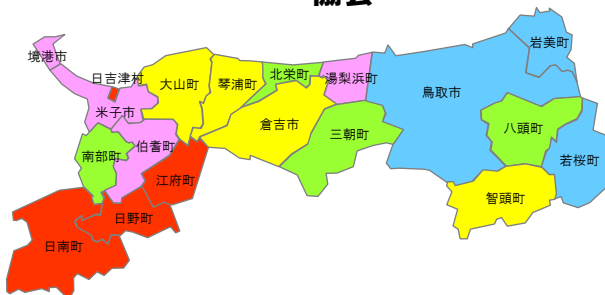 協会
岩美町
境港市
日吉津村
大山町
琴浦町
北栄町
湯梨浜町
鳥取市
米子市
倉吉市
三朝町
八頭町
南部町
伯耆町
若桜町
江府町
智頭町
日野町
日南町